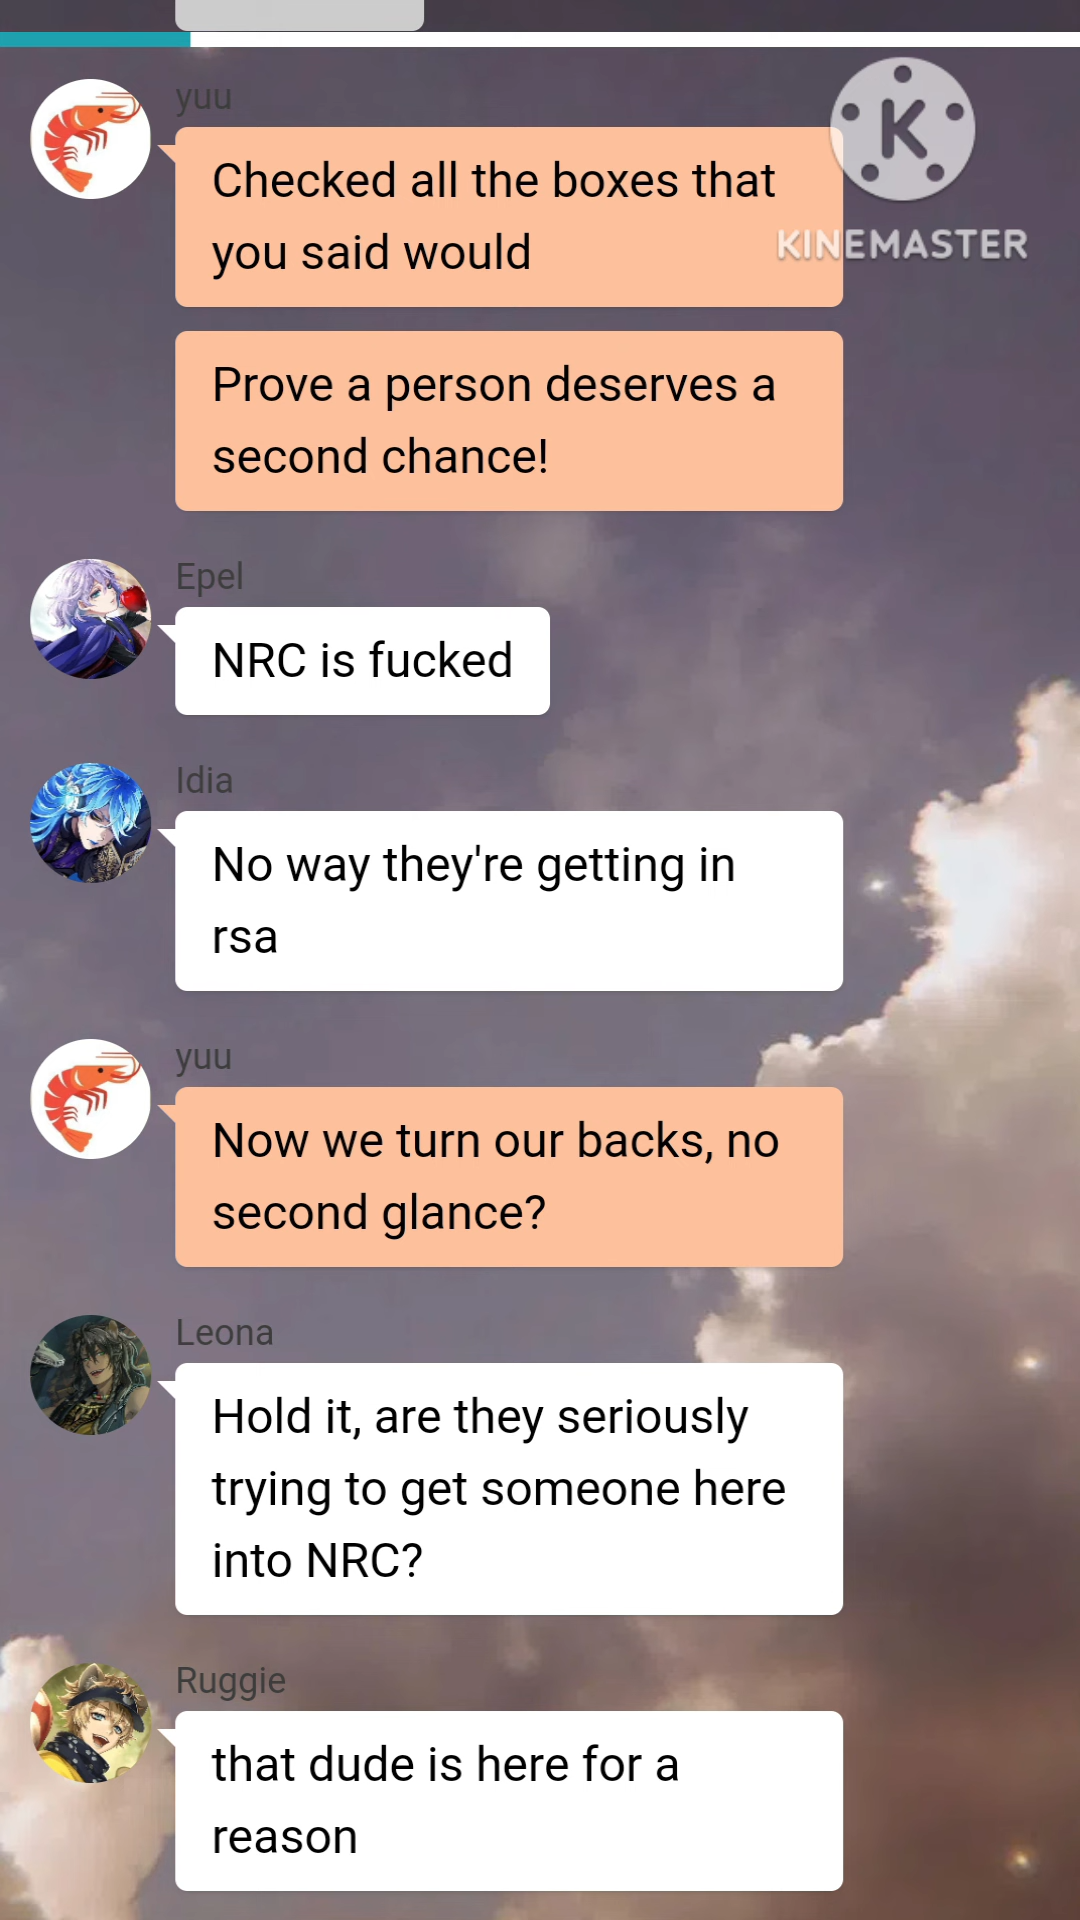 yuu
Checked all the boxes that
you said would
K
KINEMASTER
Prove a person deserves a
second chance!
Epel
NRC is fucked
Idia
No way they're getting in
rsa
yuu
Now we turn our backs, no
second glance?
Leona
Hold it, are they seriously
trying to get someone here
into NRC?
Ruggie
that dude is here for a
reason